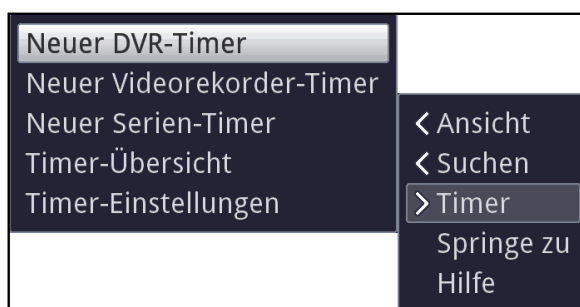 Neuer DVR-Timer
Neuer Videorekorder-Timer
Neuer Serien-Timer
Timer-Übersicht
Timer-Einstellungen
Ansicht
Suchen
Timer
Springe zu
Hilfe